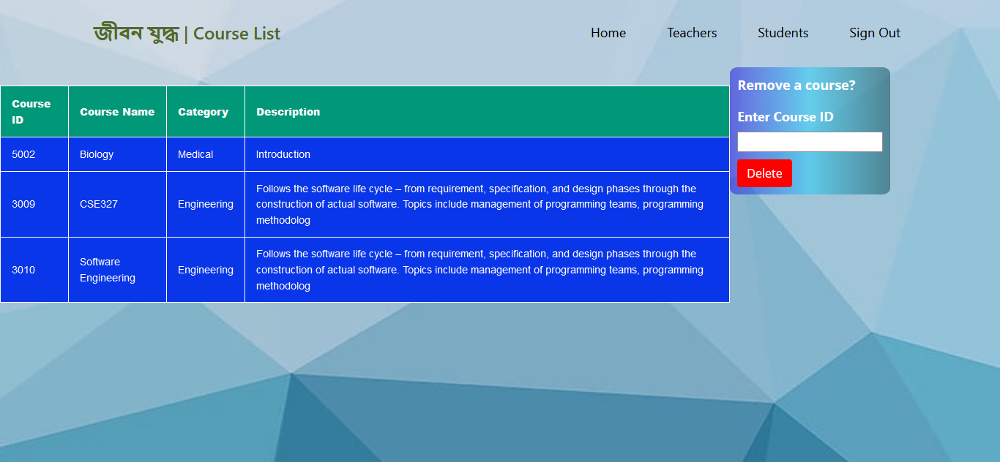 জীবন যুদ্ধ | Course List
Home Teachers Students Sign Out
Course
ID
Course Name
Category
Description
5002
Biology
Medical
Introduction
3009
CSE327
Engineering
Follows the software life cycle – from requirement, specification, and design phases through the
construction of actual software. Topics include management of programming teams, programming
methodolog
3010
Software
Engineering
Engineering
Follows the software life cycle – from requirement, specification, and design phases through the
construction of actual software. Topics include management of programming teams, programming
methodolog
Remove a course?
Enter Course ID
Delete